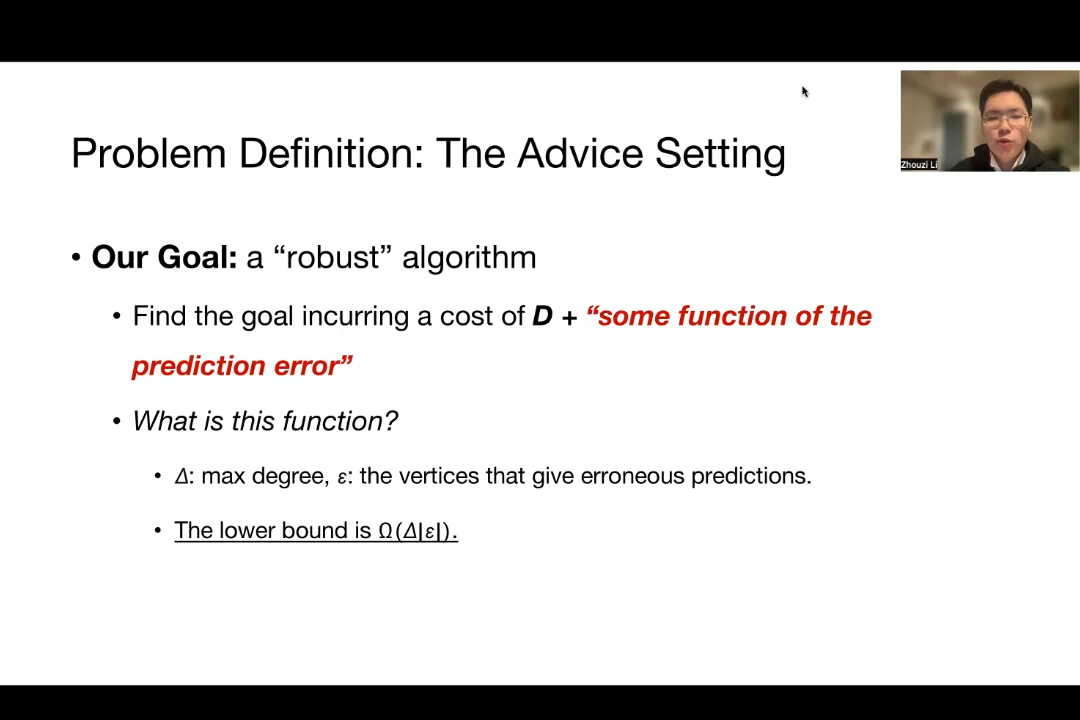 Problem Definition: The Advice Setting
Zhouzi Li
• Our Goal: a “robust” algorithm
• Find the goal incurring a cost of D + “some function of the
prediction error”
• What is this function?
• Δ: max degree, ε: the vertices that give erroneous predictions.
• The lower bound is Ω(Δ|ε|).